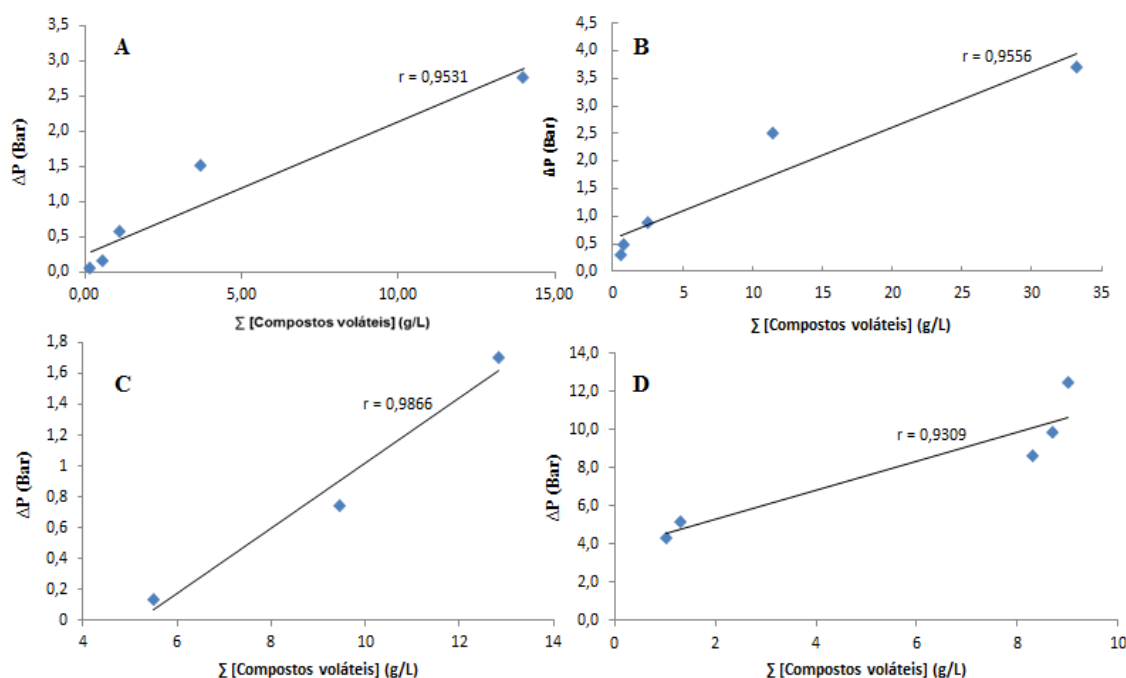 A
r = 0,9531
ΔP (Bar)
3,5
3,0
2,5
2,0
1,5
1,0
0,5
0,0
0,00 5,00 10,00 15,00
∑ [Compostos voláteis] (g/L)
B
r = 0,9556
ΔP (Bar)
4,5
4,0
3,5
3,0
2,5
2,0
1,5
1,0
0,5
0,0
0 5 10 15 20 25 30 35
∑ [Compostos voláteis] (g/L)
C
r = 0,9866
ΔP (Bar)
1,8
1,6
1,4
1,2
1
0,8
0,6
0,4
0,2
0
4 6 8 10 12 14
∑ [Compostos voláteis] (g/L)
D
r = 0,9309
ΔP (Bar)
14,0
12,0
10,0
8,0
6,0
4,0
2,0
0,0
0 2 4 6 8 10
∑ [Compostos voláteis] (g/L)